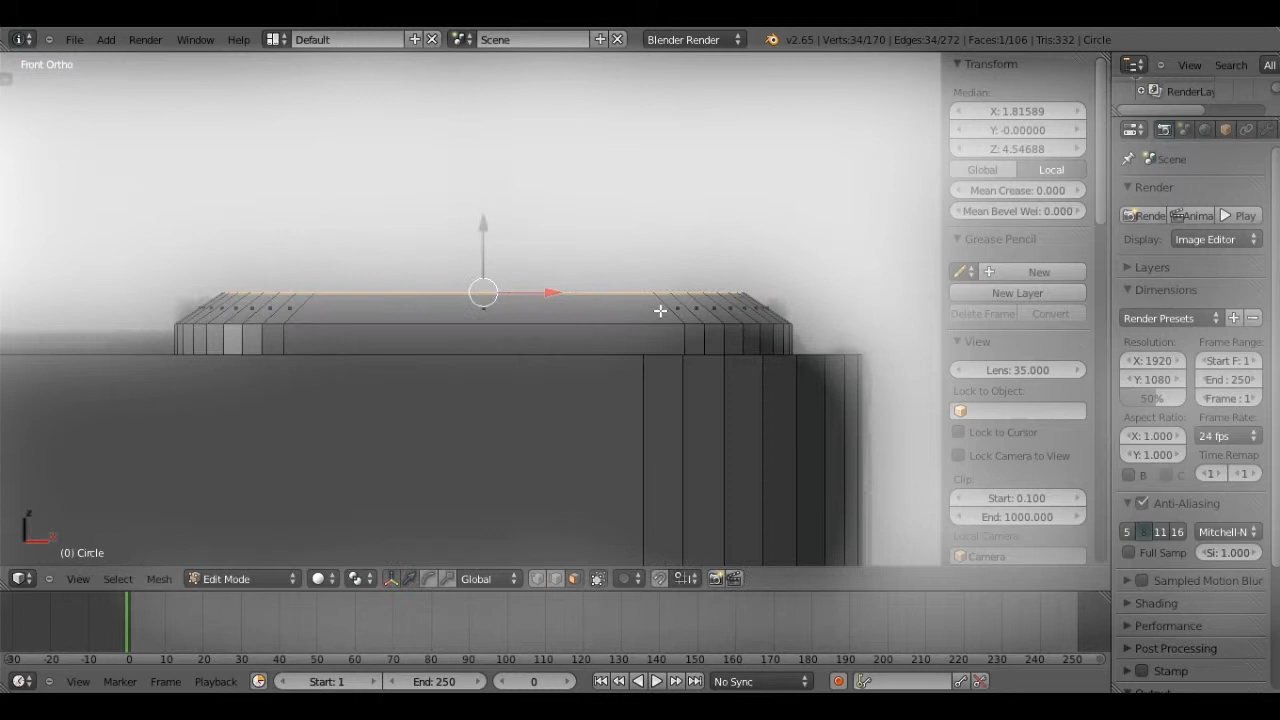 File Add Render Window Help Default Scene Blender Render v2.65 | Verts:34/170 | Edges:34/272 | Faces:1/106 | Tris:332 | Circle
Front Ortho
View Search All
RenderLay
Transform
Median:
X: 1.81589
Y: -0.00000
Z: 4.54688
Global Local
Mean Crease: 0.000
Mean Bevel Wei: 0.000
Grease Pencil
New
New Layer
Delete Frame Convert
View
Lens: 35.000
Lock to Object:
Lock to Cursor
Lock Camera to View
Clip:
Start: 0.100
End: 1000.000
Local Camera:
Camera
Scene
Render
Rende Anima Play
Display: Image Editor
Layers
Dimensions
Render Presets
Resolution: Frame Range:
X: 1920 Start F: 1
Y: 1080 End : 250
50% Frame : 1
Aspect Ratio: Frame Rate:
X: 1.000 24 fps
Y: 1.000 Time Remap
B C 1 1
Anti-Aliasing
5 8 11 16 Mitchell-N
Full Samp Si: 1.000
Sampled Motion Blur
Shading
Performance
Post Processing
Stamp
z
(0) Circle
View Select Mesh Edit Mode Global
-30 -20 -10 0 10 20 30 40 50 60 70 80 90 100 110 120 130 140 150 160 170 180 190 200 210 220 230 240 250
View Marker Frame Playback Start: 1 End: 250 0 No Sync